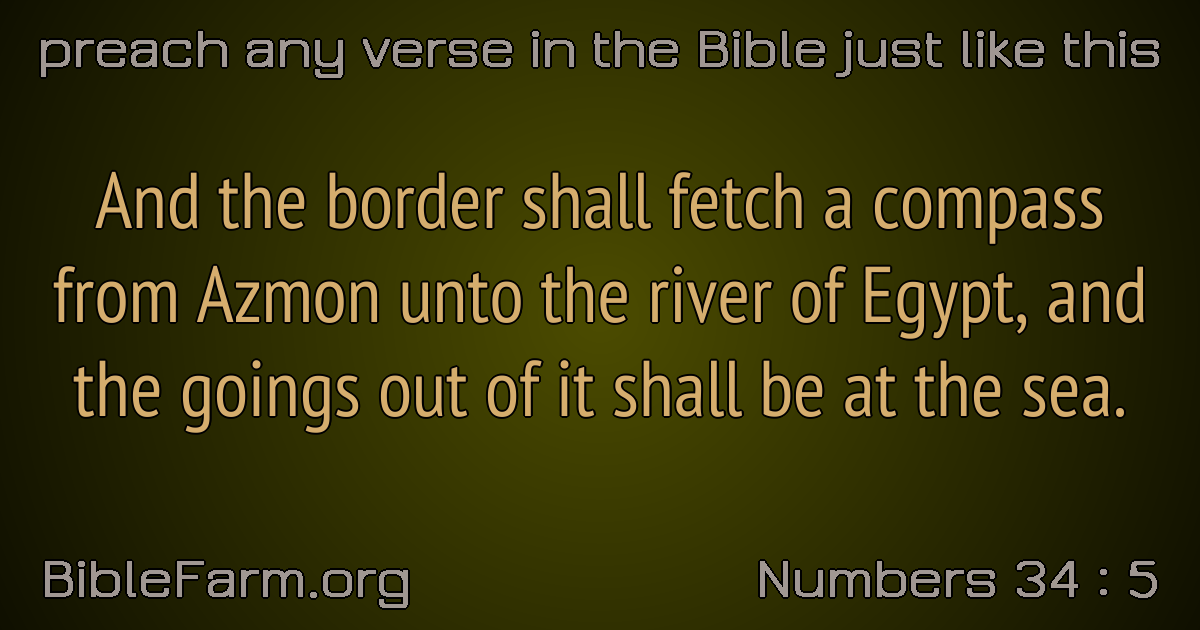 preach any verse in the Bible just like this
And the border shall fetch a compass
from Azmon unto the river of Egypt, and
the goings out of it shall be at the sea.
BibleFarm.org
Numbers 34 : 5